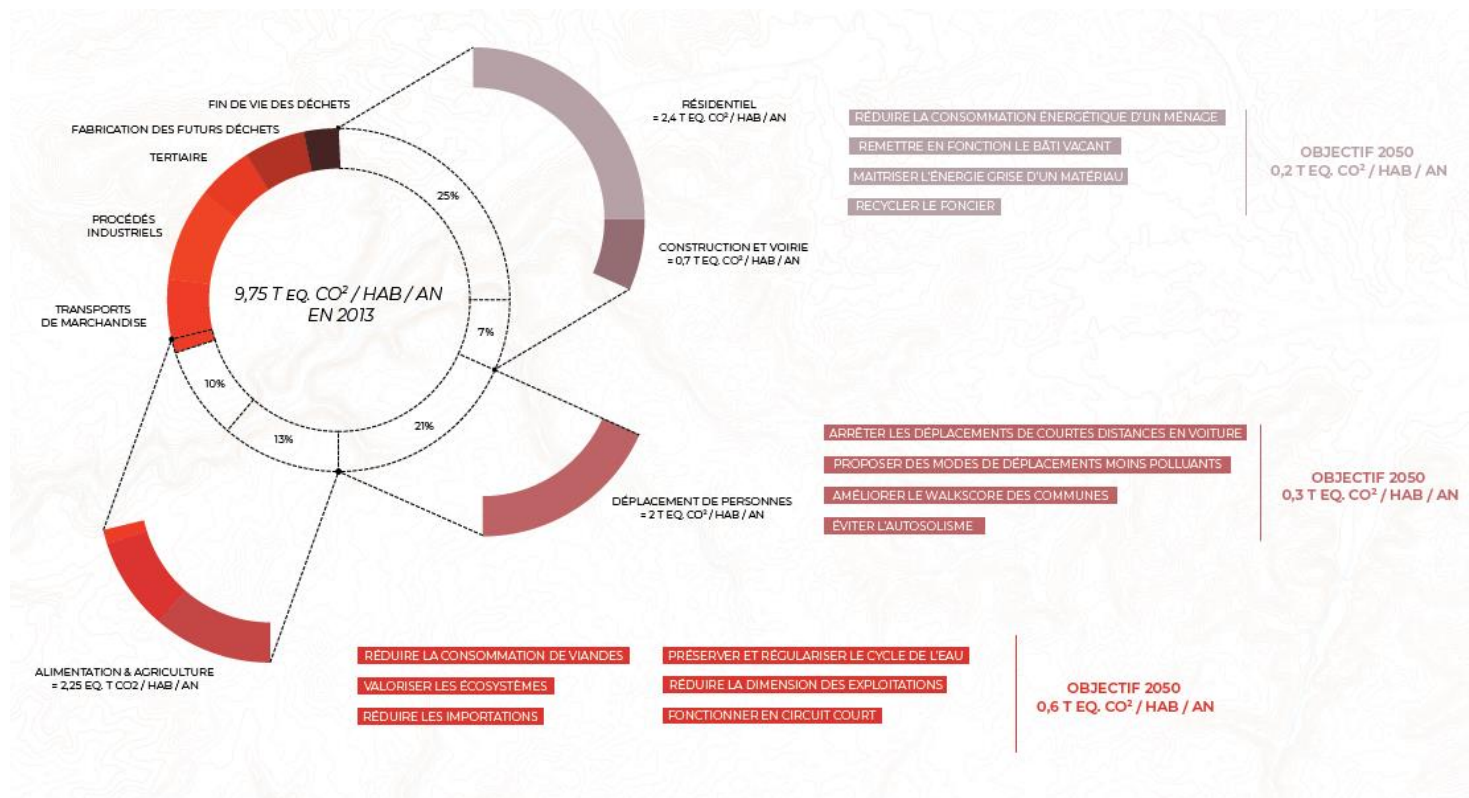 FIN DE VIE DES DÉCHETS
FABRICATION DES FUTURS DÉCHETS
TERTIAIRE
PROCÉDÉS
INDUSTRIELS
TRANSPORTS
DE MARCHANDISE
9,75 T EQ. CO² / HAB / AN
EN 2013
25%
7%
21%
13%
10%
RÉSIDENTIEL
= 2,4 T EQ. CO² / HAB / AN
CONSTRUCTION ET VOIRIE
= 0,7 T EQ. CO² / HAB / AN
RÉDUIRE LA CONSOMMATION ÉNERGÉTIQUE D'UN MÉNAGE
REMETTRE EN FONCTION LE BÂTI VACANT
MAITRISER L'ÉNERGIE GRISE D'UN MATÉRIAU
RECYCLER LE FONCIER
OBJECTIF 2050
0,2 T EQ. CO² / HAB / AN
DÉPLACEMENT DE PERSONNES
= 2 T EQ. CO² / HAB / AN
ARRÊTER LES DÉPLACEMENTS DE COURTES DISTANCES EN VOITURE
PROPOSER DES MODES DE DÉPLACEMENTS MOINS POLLUANTS
AMÉLIORER LE WALKSCORE DES COMMUNES
ÉVITER L'AUTOSOLISME
OBJECTIF 2050
0,3 T EQ. CO² / HAB / AN
ALIMENTATION & AGRICULTURE
= 2,25 EQ. T CO2 / HAB / AN
RÉDUIRE LA CONSOMMATION DE VIANDES
VALORISER LES ÉCOSYSTÈMES
RÉDUIRE LES IMPORTATIONS
PRÉSERVER ET RÉGULARISER LE CYCLE DE L'EAU
RÉDUIRE LA DIMENSION DES EXPLOITATIONS
FONCTIONNER EN CIRCUIT COURT
OBJECTIF 2050
0,6 T EQ. CO² / HAB / AN